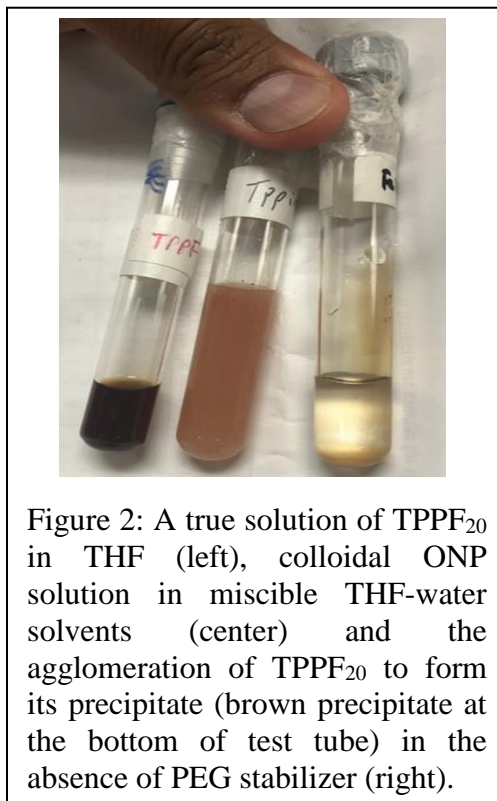 TPPF
Figure 2: A true solution of TPPF₂₀
in THF (left), colloidal ONP
solution in miscible THF-water
solvents (center) and the
agglomeration of TPPF₂₀ to form
its precipitate (brown precipitate at
the bottom of test tube) in the
absence of PEG stabilizer (right).